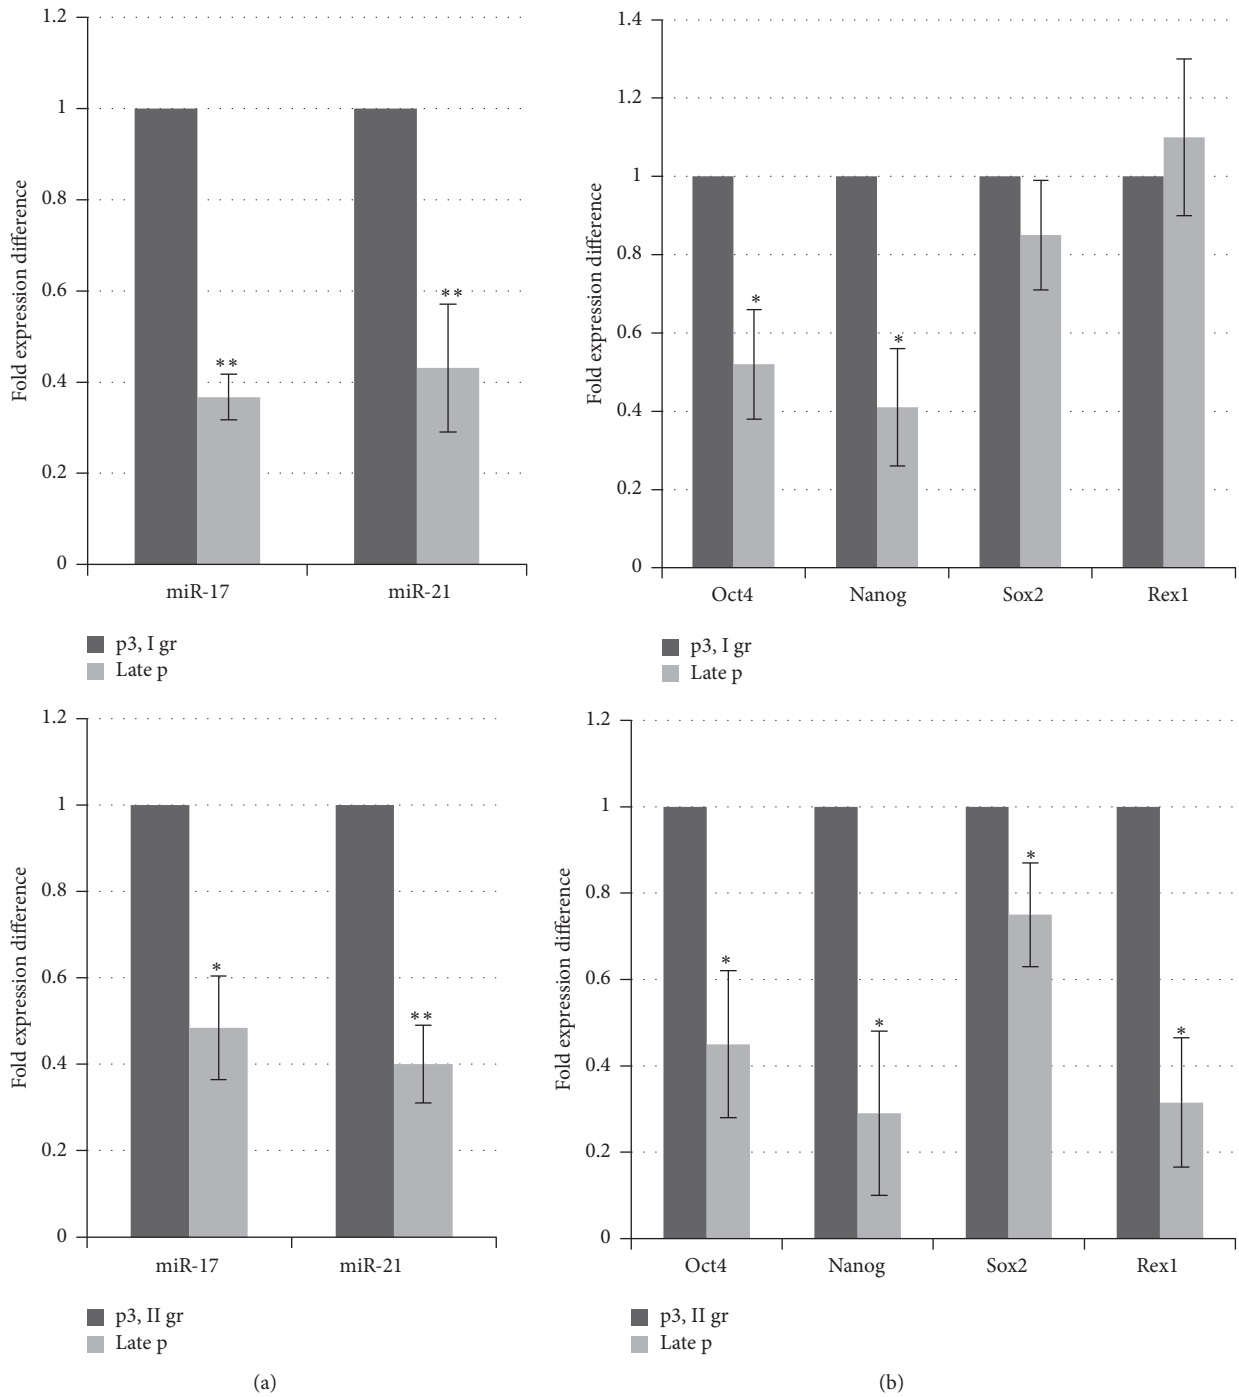 1.2
1
0.8
0.6
0.4
0.2
0
Fold expression difference
**
**
miR-17
miR-21
p3, I gr
Late p
1.4
1.2
1
0.8
0.6
0.4
0.2
0
Fold expression difference
*
*
Oct4
Nanog
Sox2
Rex1
p3, I gr
Late p
1.2
1
0.8
0.6
0.4
0.2
0
Fold expression difference
*
**
miR-17
miR-21
p3, II gr
Late p
(a)
1.2
1
0.8
0.6
0.4
0.2
0
Fold expression difference
*
*
*
*
Oct4
Nanog
Sox2
Rex1
p3, II gr
Late p
(b)